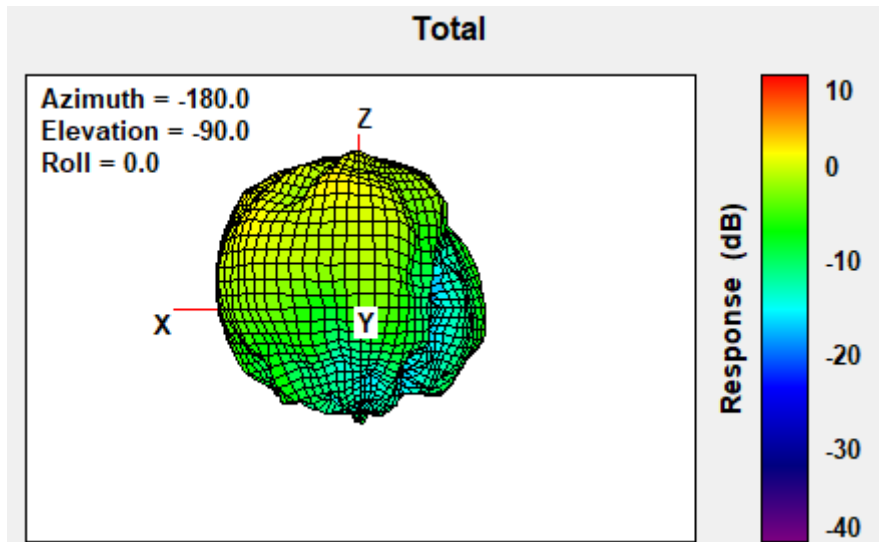 Total
Azimuth = -180.0
Elevation = -90.0
Roll = 0.0
Z
X
Y
Response (dB)
10
0
-10
-20
-30
-40